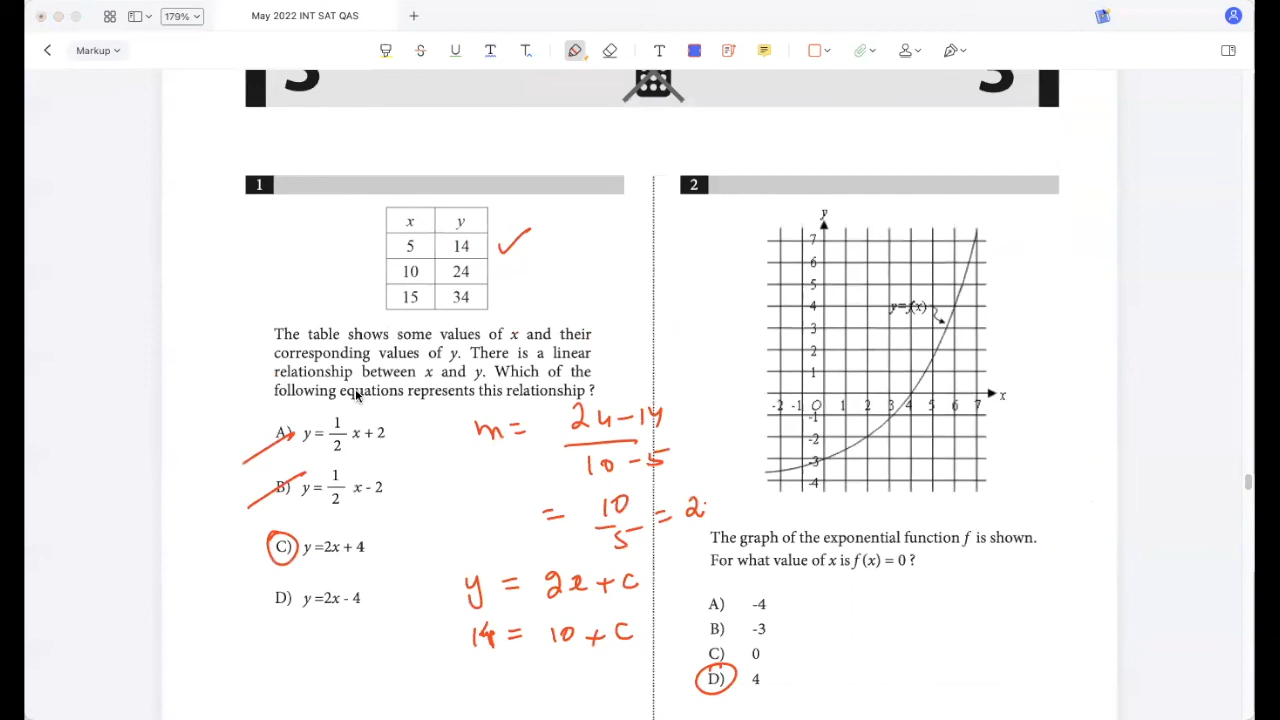 May 2022 INT SAT QAS
179%
Markup
3
3
1
x y
5 14
10 24
15 34
The table shows some values of x and their
corresponding values of y. There is a linear
relationship between x and y. Which of the
following equations represents this relationship ?
A) y = 1/2 x + 2
B) y = 1/2 x - 2
C) y =2x + 4
D) y =2x - 4
m = 24-14
10-5
= 10/5 = 2
y = 2x + c
14 = 10 + c
2
y
7
6
5
4
3
2
1
y=f(x)
-2 -1 O 1 2 3 4 5 6 7 x
-1
-2
-3
-4
The graph of the exponential function f is shown.
For what value of x is f (x) = 0 ?
A) -4
B) -3
C) 0
D) 4